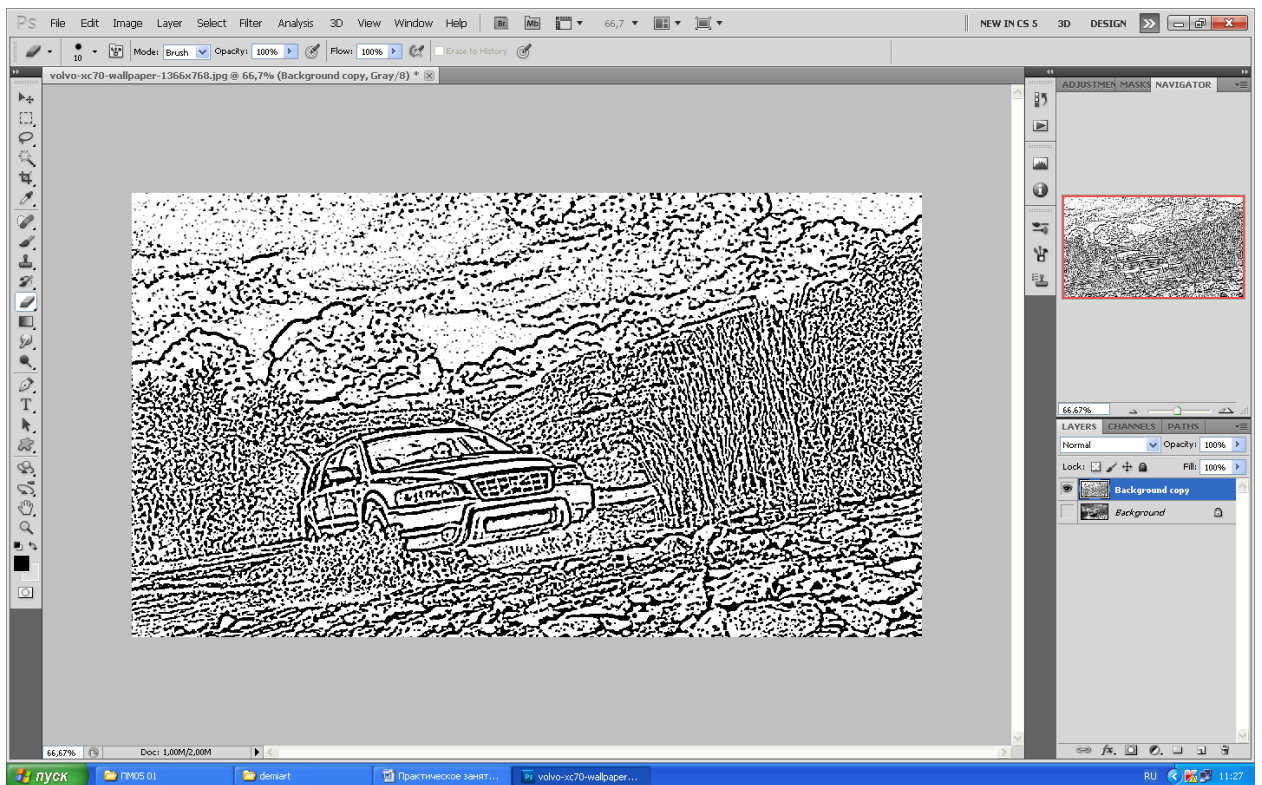 Ps File Edit Image Layer Select Filter Analysis 3D View Window Help Br Mb 66,7 NEW IN CS 5 3D DESIGN
10 Mode: Brush Opacity: 100% Flow: 100% Erase to History
volvo-xc70-wallpaper-1366x768.jpg @ 66,7% (Background copy, Gray/8) *
ADJUSTMEN MASKS NAVIGATOR
66.67%
LAYERS CHANNELS PATHS
Normal Opacity: 100%
Lock: Fill: 100%
Background copy
Background
66,67% Doc: 1,00M/2,00M
пуск ПМ05 01 demiart Практическое занят... Ps volvo-xc70-wallpaper... RU 11:27